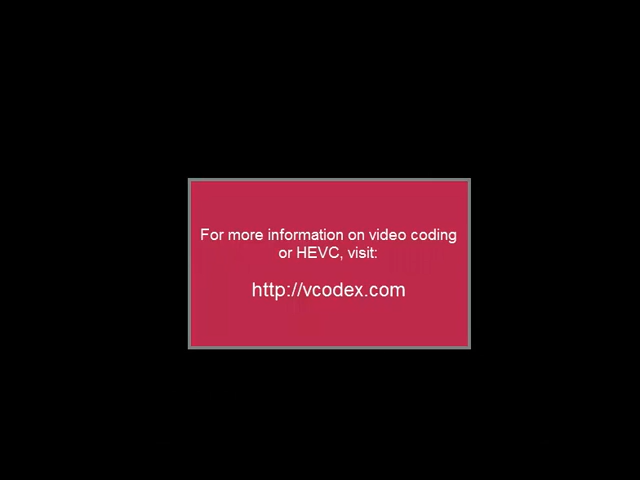 For more information on video coding
or HEVC, visit:
http://vcodex.com